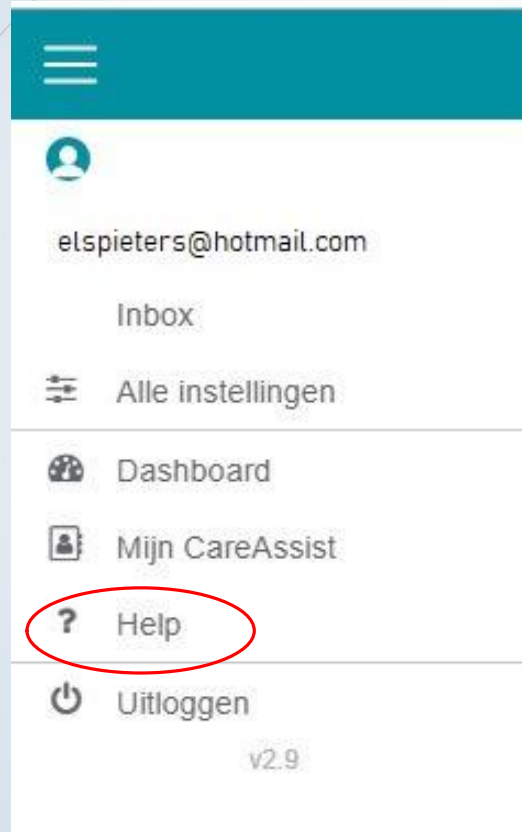 elspieters@hotmail.com
Inbox
Alle instellingen
Dashboard
Mijn CareAssist
? Help
Uitloggen
v2.9